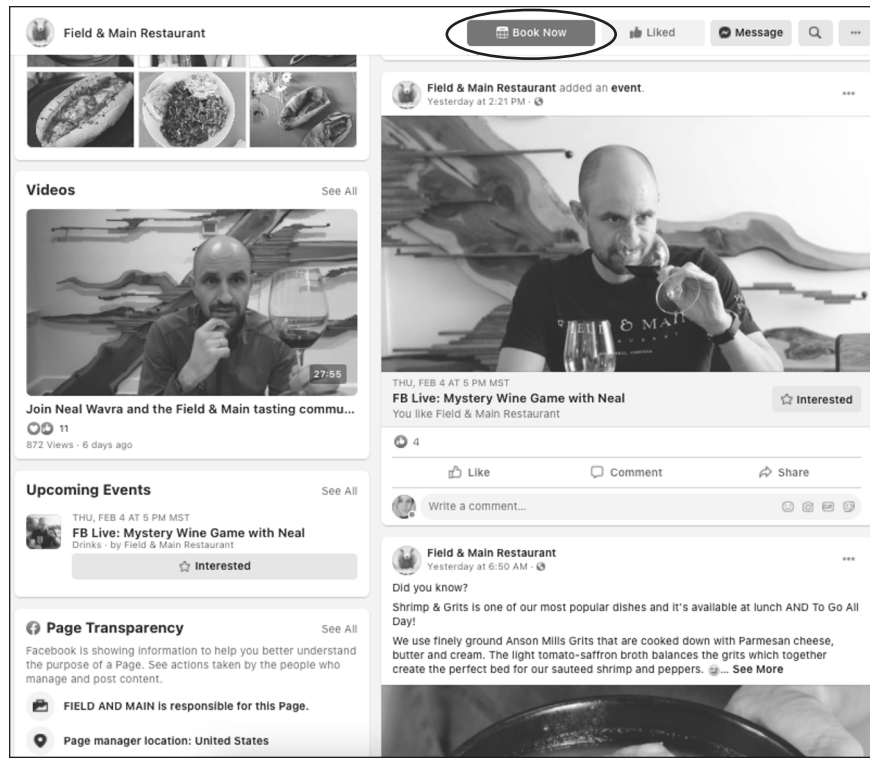 Field & Main Restaurant
Book Now
Liked
Message
Videos
See All
27:55
Join Neal Wavra and the Field & Main tasting commu...
11
872 Views · 6 days ago
Upcoming Events
See All
THU, FEB 4 AT 5 PM MST
FB Live: Mystery Wine Game with Neal
Drinks · by Field & Main Restaurant
Interested
Page Transparency
See All
Facebook is showing information to help you better understand
the purpose of a Page. See actions taken by the people who
manage and post content.
FIELD AND MAIN is responsible for this Page.
Page manager location: United States
Field & Main Restaurant added an event.
Yesterday at 2:21 PM ·
FIELD & MAIN
THU, FEB 4 AT 5 PM MST
FB Live: Mystery Wine Game with Neal
You like Field & Main Restaurant
Interested
4
Like
Comment
Share
Write a comment...
GIF
Field & Main Restaurant
Yesterday at 6:50 AM ·
Did you know?
Shrimp & Grits is one of our most popular dishes and it's available at lunch AND To Go All
Day!
We use finely ground Anson Mills Grits that are cooked down with Parmesan cheese,
butter and cream. The light tomato-saffron broth balances the grits which together
create the perfect bed for our sauteed shrimp and peppers. ... See More